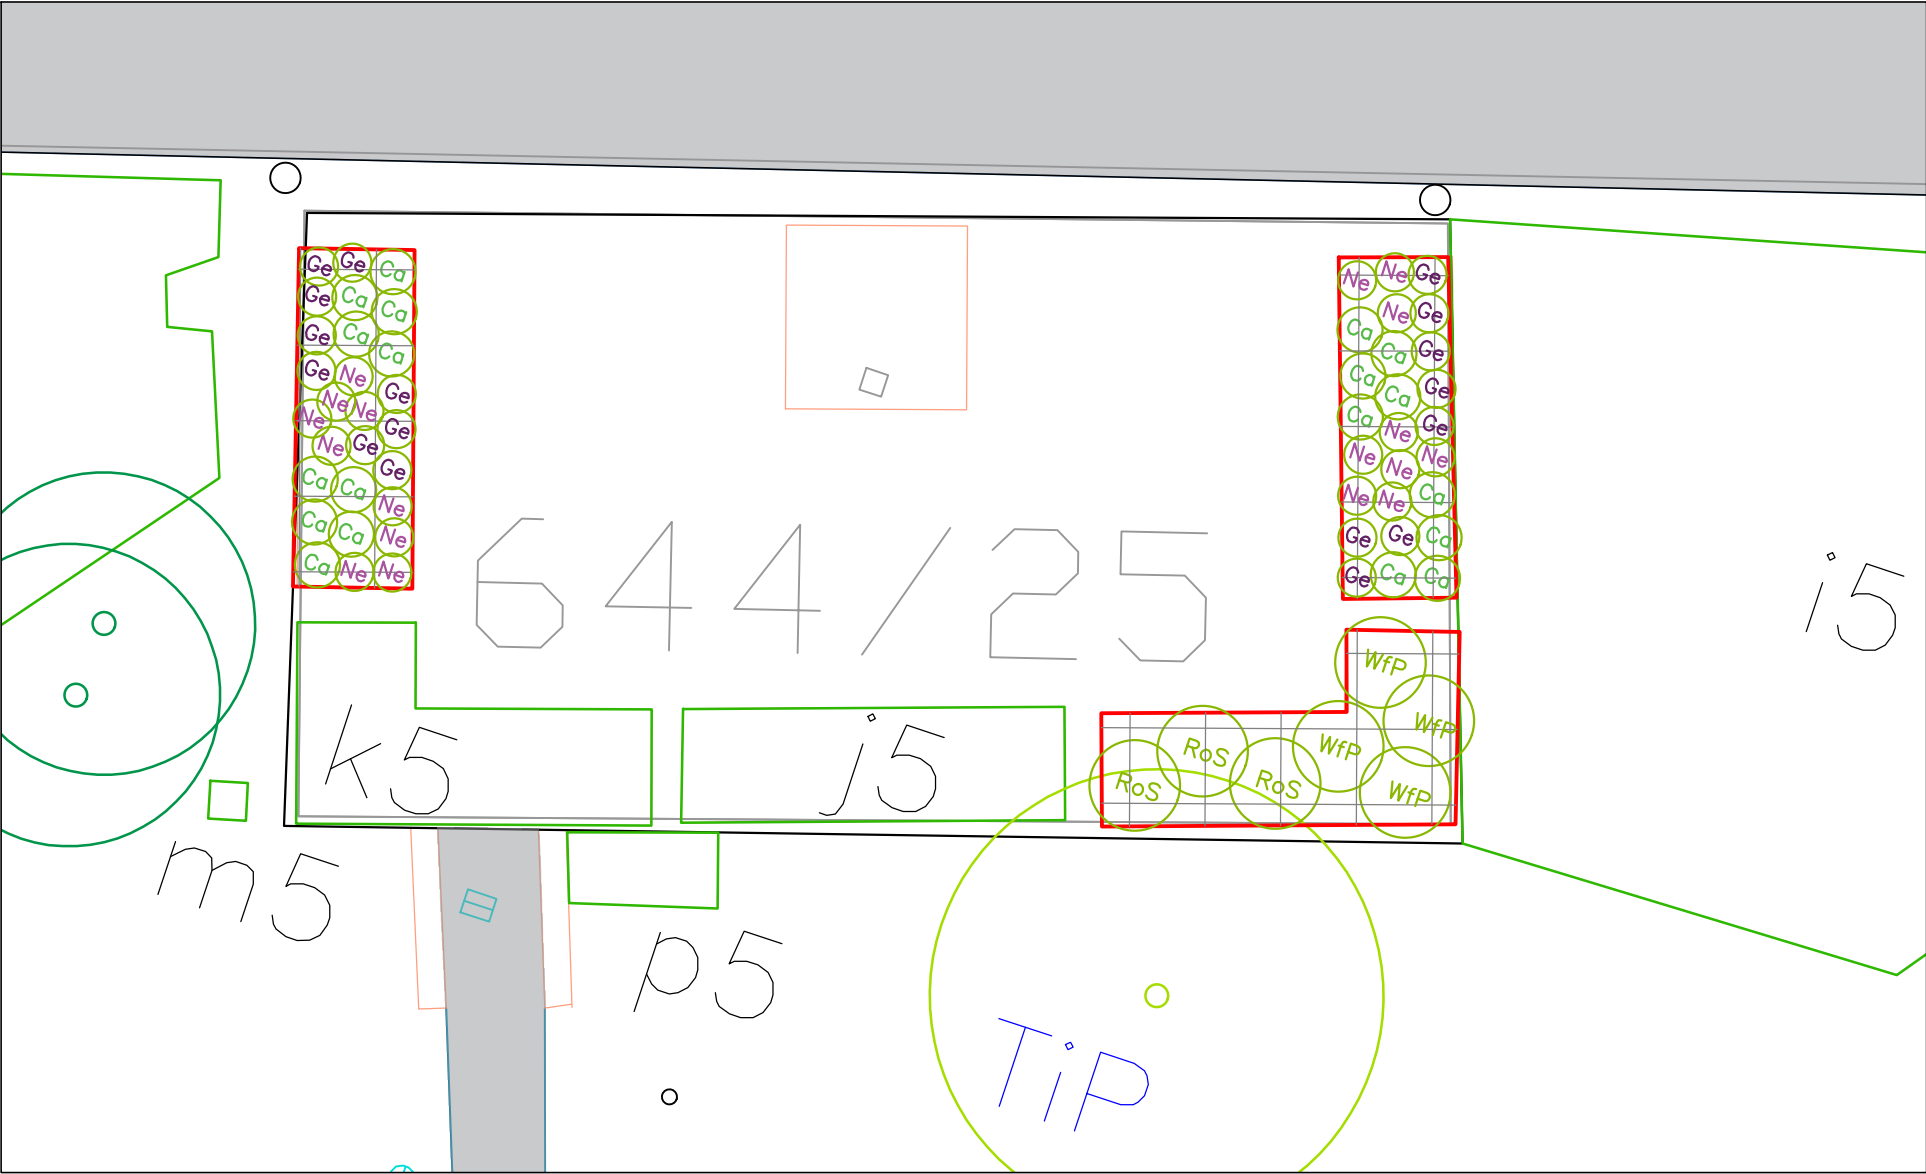 Ge Ge Ca
Ge Ca Ca
Ge Ca Ca
Ge Ne Ge
Ne Ne Ne Ge
Ne Ge Ge
Ca Ca Ne
Ca Ca Ne
Ca Ne Ne
Ne Ne Ge
Ca Ne Ge
Ca Ca Ge
Ca Ca Ge
Ne Ne Ge
Ne Ne Ne
Ge Ne Ca
Ge Ge Ca
Ca Ca
644/25
i5
WfP
WfP
RoS RoS RoS WfP WfP
k5
j5
m5
p5
TiP